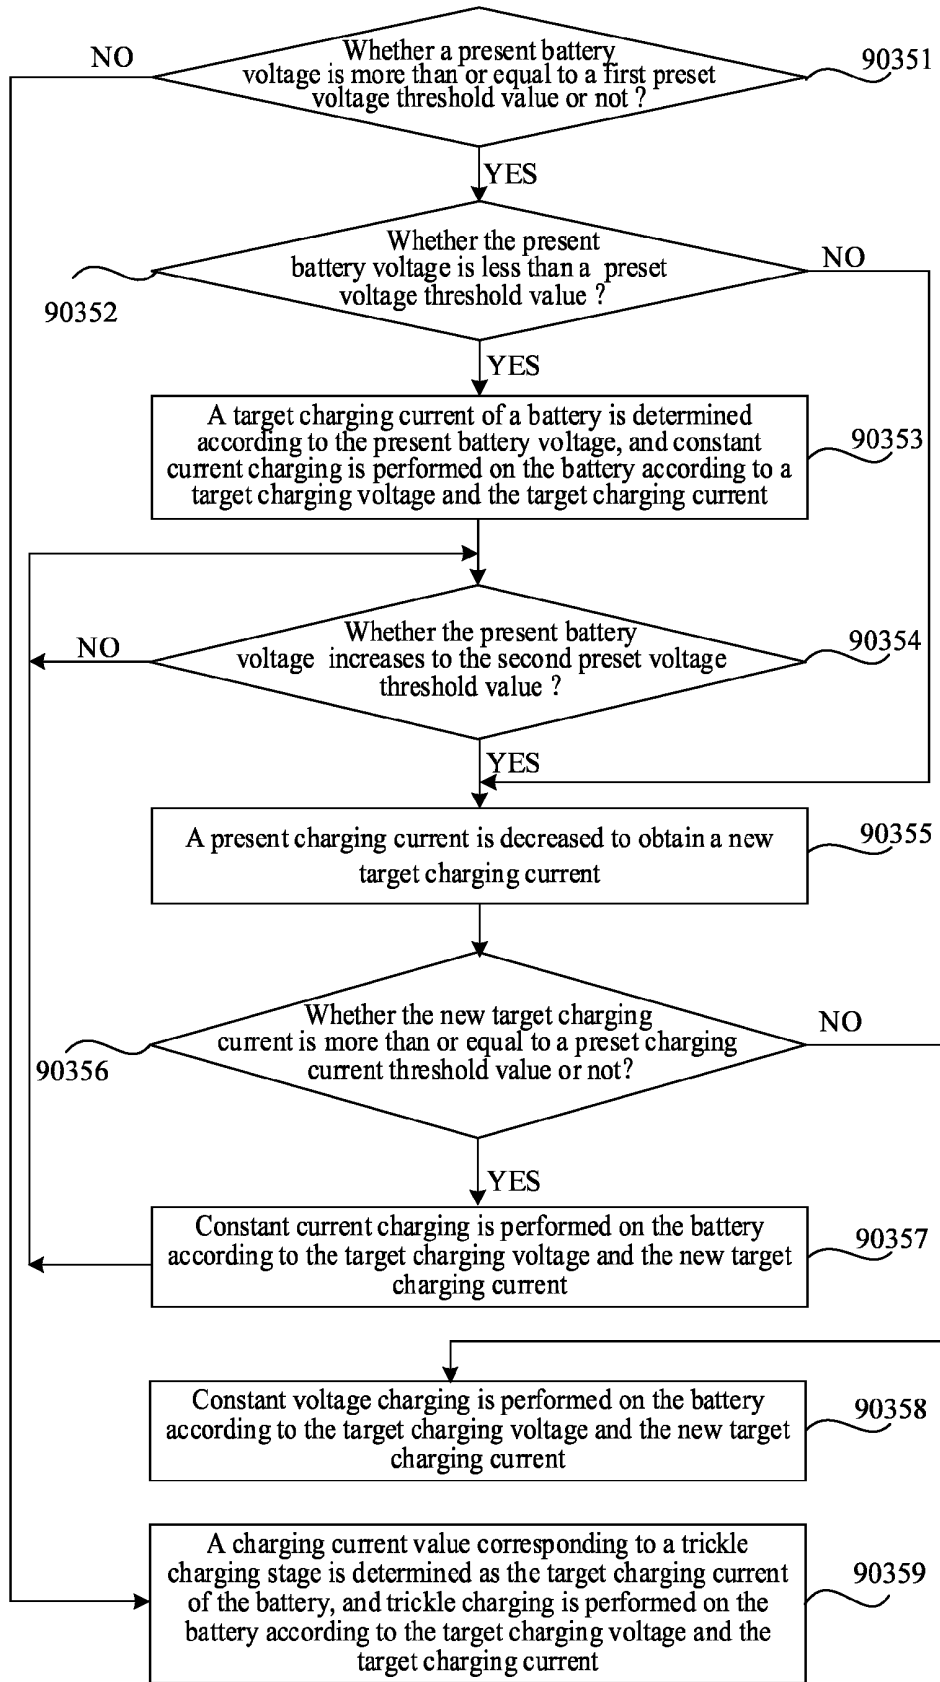 Whether a present battery
voltage is more than or equal to a first preset
voltage threshold value or not ?
NO
90351
YES
Whether the present
battery voltage is less than a preset
voltage threshold value ?
NO
90352
YES
A target charging current of a battery is determined
according to the present battery voltage, and constant
current charging is performed on the battery according to a
target charging voltage and the target charging current
90353
Whether the present battery
voltage increases to the second preset voltage
threshold value ?
NO
90354
YES
A present charging current is decreased to obtain a new
target charging current
90355
Whether the new target charging
current is more than or equal to a preset charging
current threshold value or not?
NO
90356
YES
Constant current charging is performed on the battery
according to the target charging voltage and the new target
charging current
90357
Constant voltage charging is performed on the battery
according to the target charging voltage and the new target
charging current
90358
A charging current value corresponding to a trickle
charging stage is determined as the target charging current
of the battery, and trickle charging is performed on the
battery according to the target charging voltage and the
target charging current
90359